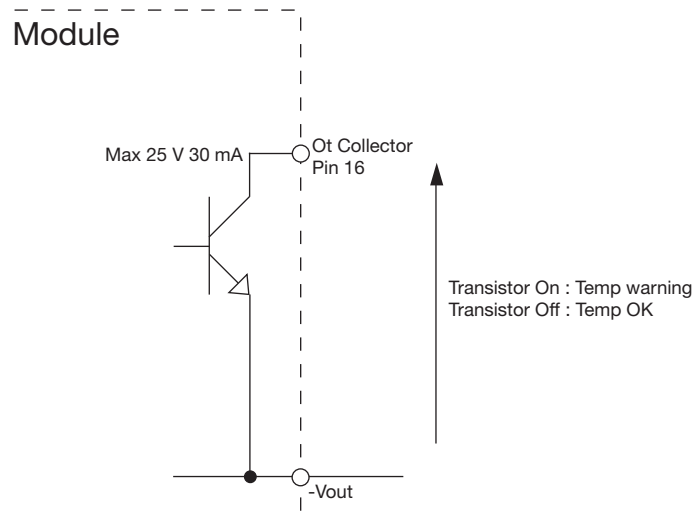 Module
Max 25 V 30 mA
Ot Collector
Pin 16
Transistor On : Temp warning
Transistor Off : Temp OK
-Vout